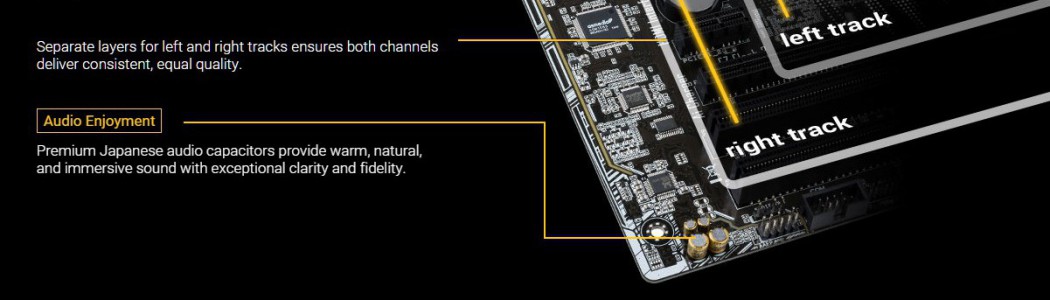 Separate layers for left and right tracks ensures both channels
deliver consistent, equal quality.
Audio Enjoyment
Premium Japanese audio capacitors provide warm, natural,
and immersive sound with exceptional clarity and fidelity.
left track
right track